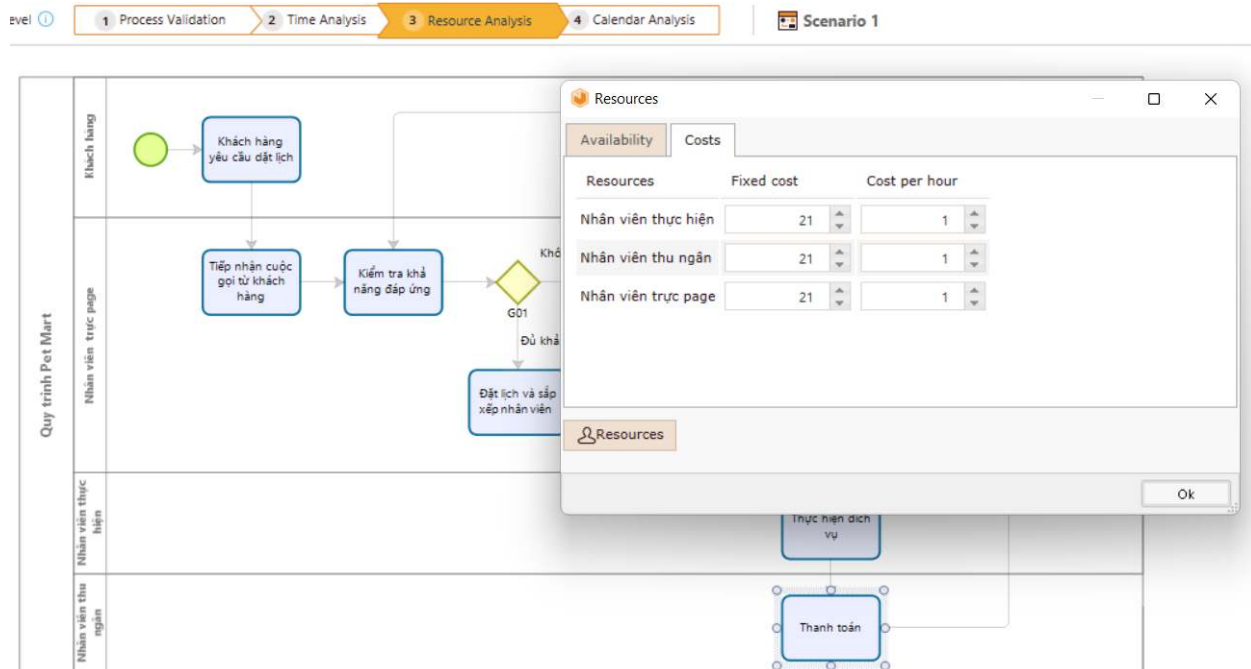 evel
1 Process Validation
2 Time Analysis
3 Resource Analysis
4 Calendar Analysis
Scenario 1
Quy trình Pet Mart
Khách hàng
Khách hàng
yêu cầu đặt lịch
Nhân viên trực page
Tiếp nhận cuộc
gọi từ khách
hàng
Kiểm tra khả
năng đáp ứng
Khô
G01
Đủ khả
Đặt lịch và sắp
xếp nhân viên
Nhân viên thực
hiện
Thực hiện dịch
vụ
Nhân viên thu
ngân
Thanh toán
Resources
Availability
Costs
Resources Fixed cost Cost per hour
Nhân viên thực hiện 21 1
Nhân viên thu ngân 21 1
Nhân viên trực page 21 1
Resources
Ok